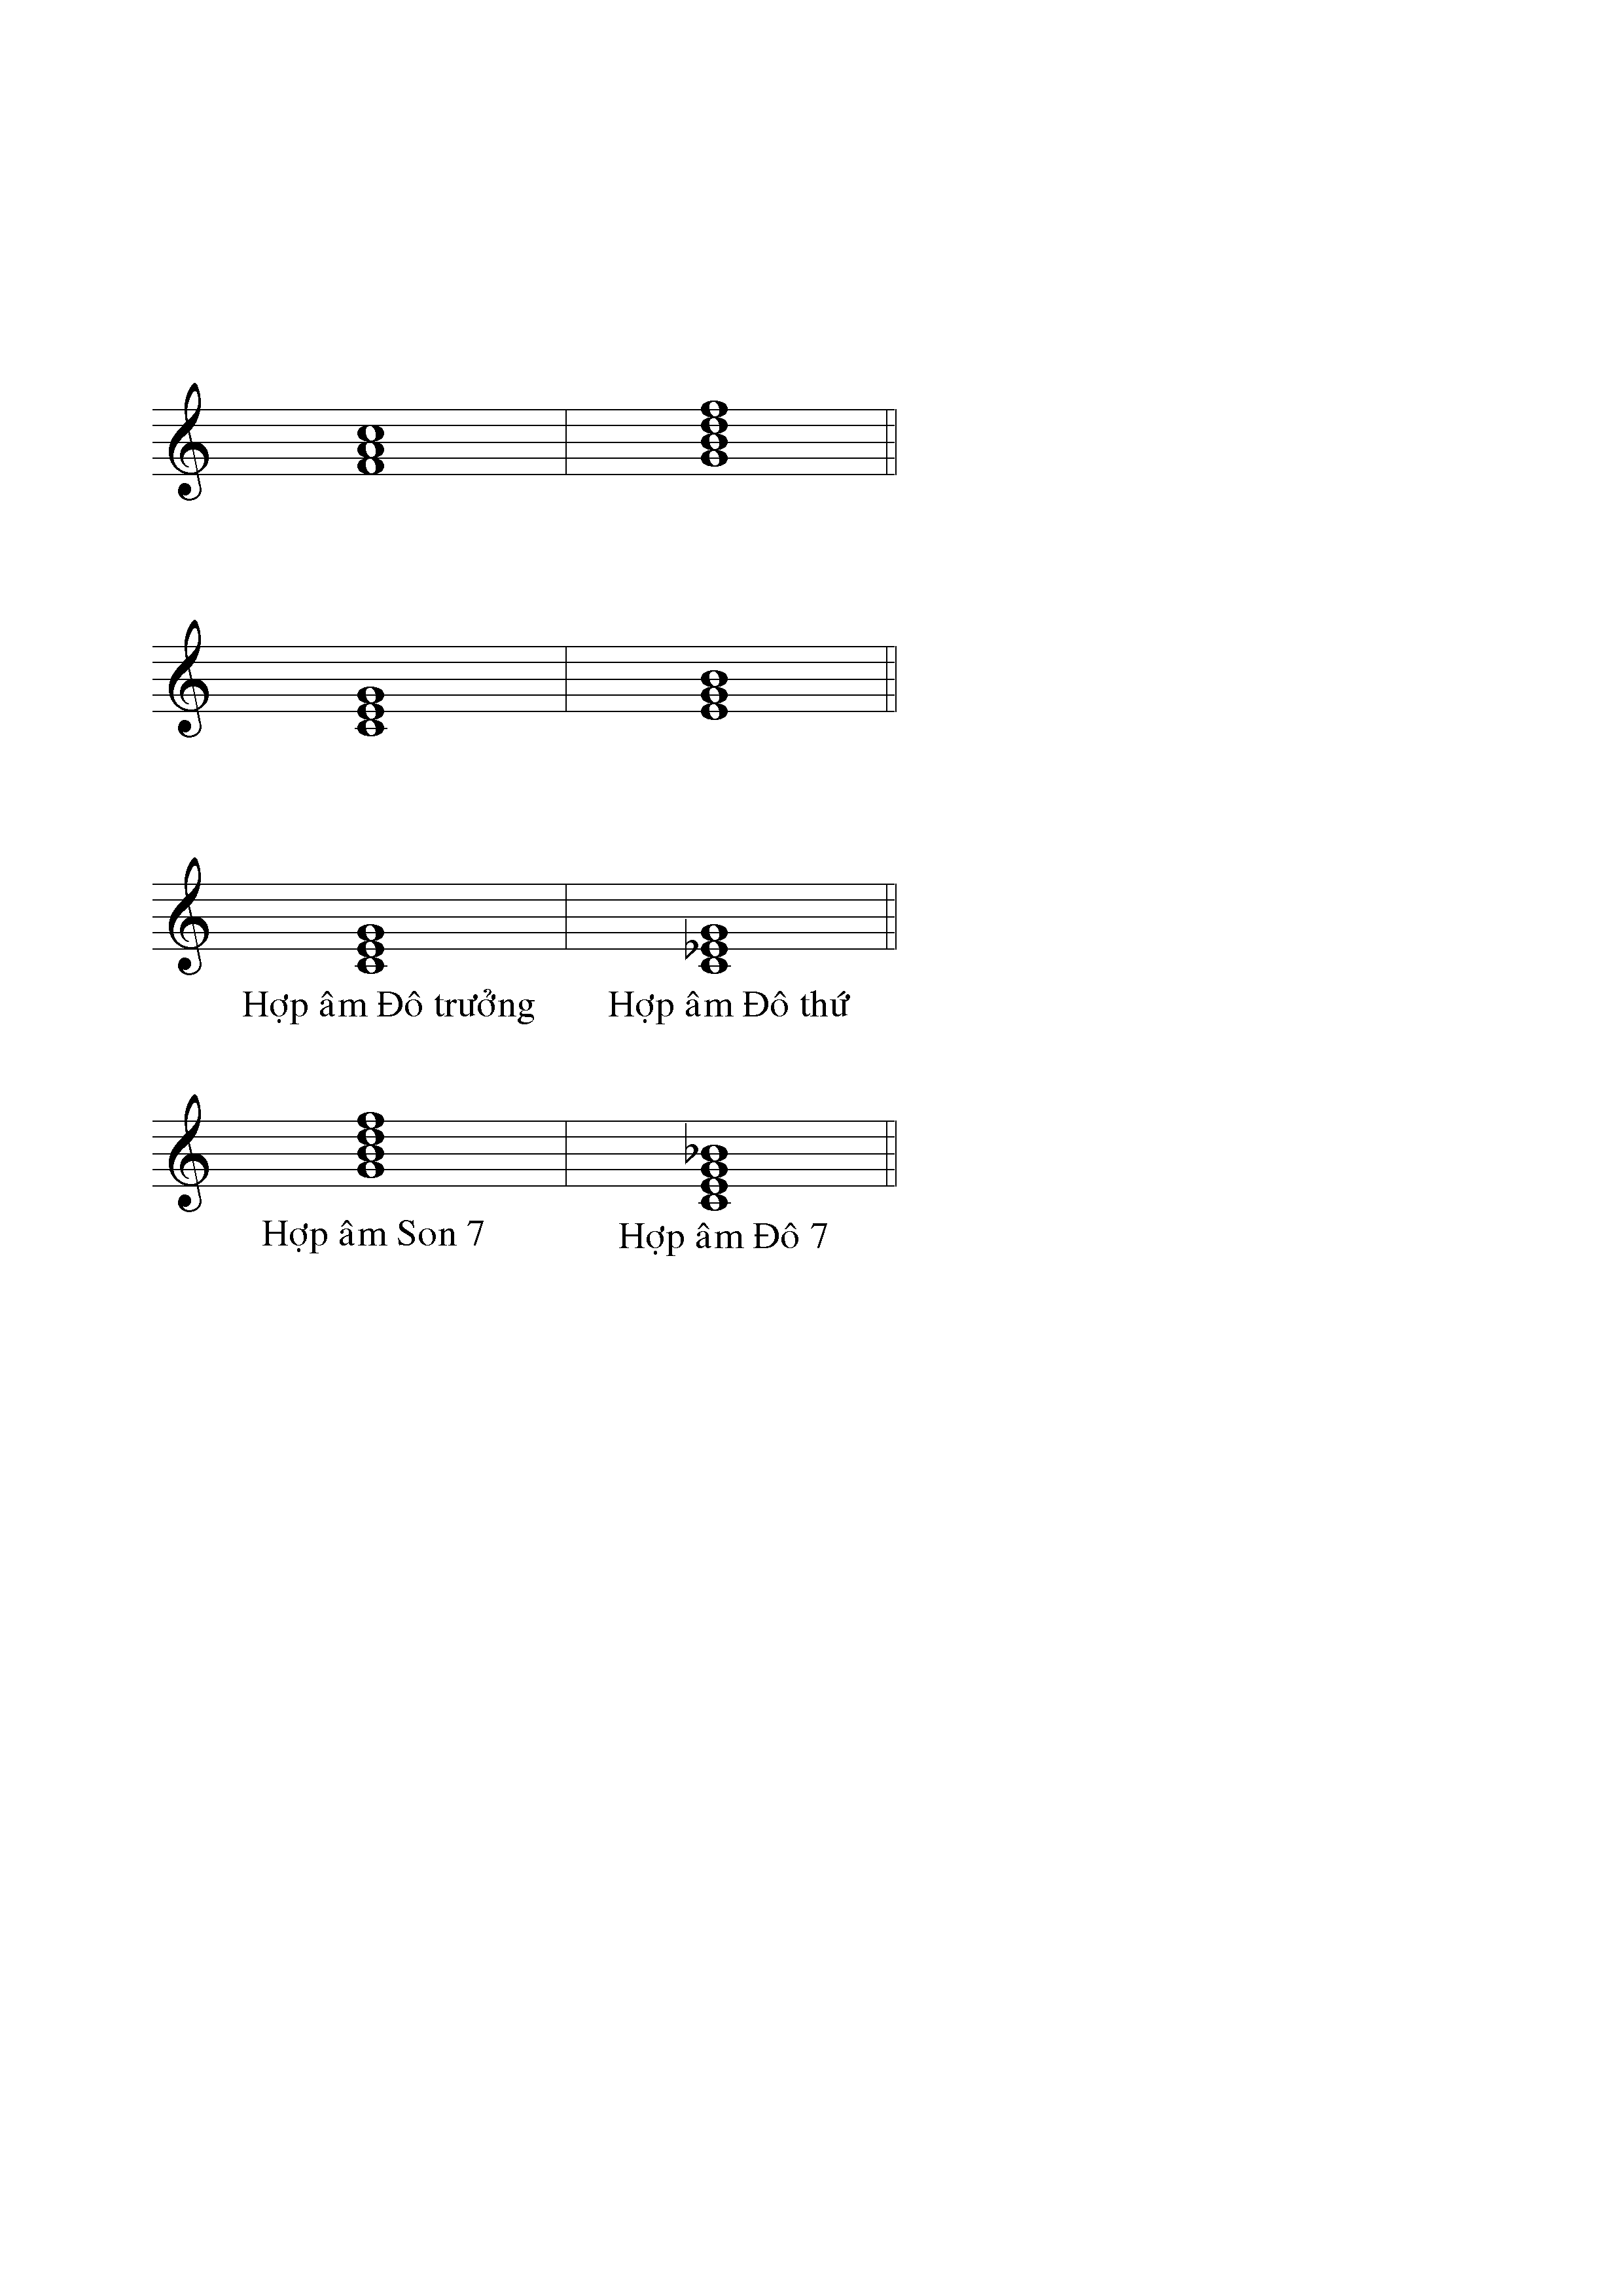 Hợp âm Đô trưởng Hợp âm Đô thứ
Hợp âm Son 7 Hợp âm Đô 7